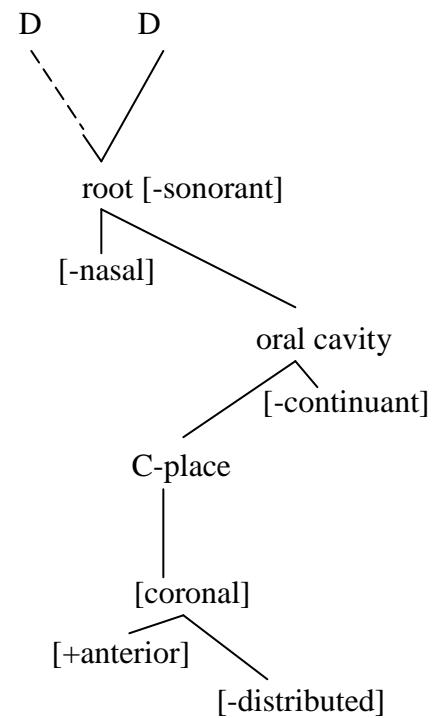 D D
root [-sonorant]
[-nasal]
oral cavity
[-continuant]
C-place
[coronal]
[+anterior]
[-distributed]